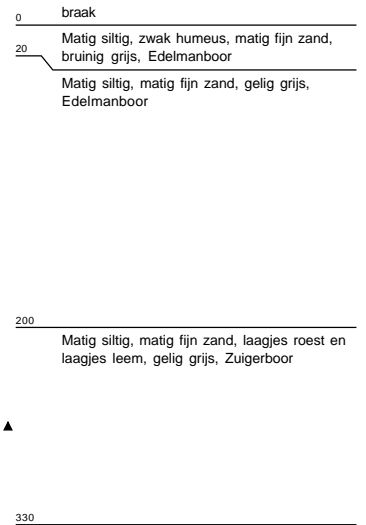 braak
0
Matig siltig, zwak humeus, matig fijn zand,
bruinig grijs, Edelmanboor
20
Matig siltig, matig fijn zand, gelig grijs,
Edelmanboor
200
Matig siltig, matig fijn zand, laagjes roest en
laagjes leem, gelig grijs, Zuigerboor
330